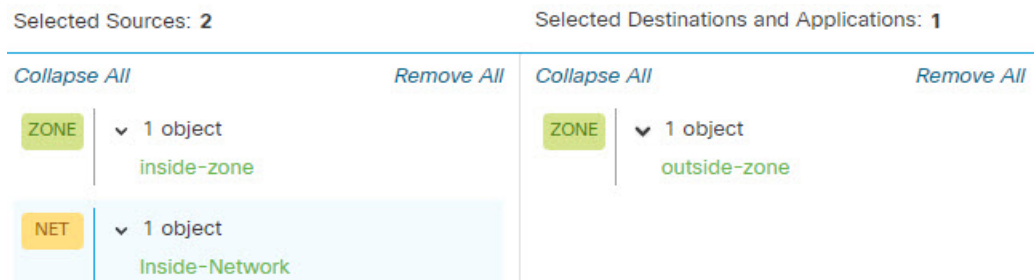 Selected Sources: 2
Collapse All Remove All
ZONE 1 object
inside-zone
NET 1 object
Inside-Network
Selected Destinations and Applications: 1
Collapse All Remove All
ZONE 1 object
outside-zone